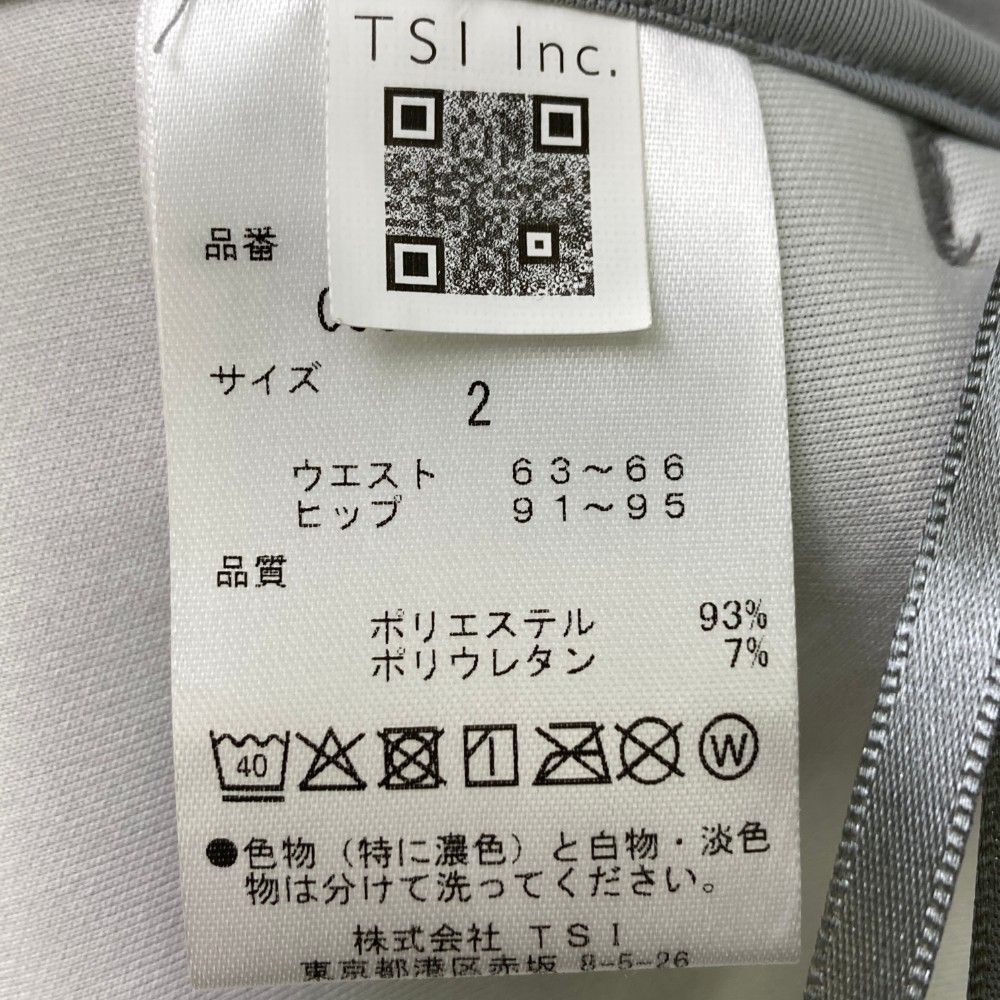 TSI Inc.
品番
サイズ
2
ウエスト 63～66
ヒップ 91～95
品質
ポリエステル 93%
ポリウレタン 7%
40
W
●色物（特に濃色）と白物・淡色
物は分けて洗ってください。
株式会社 TSI
東京都港区赤坂 8-5-26